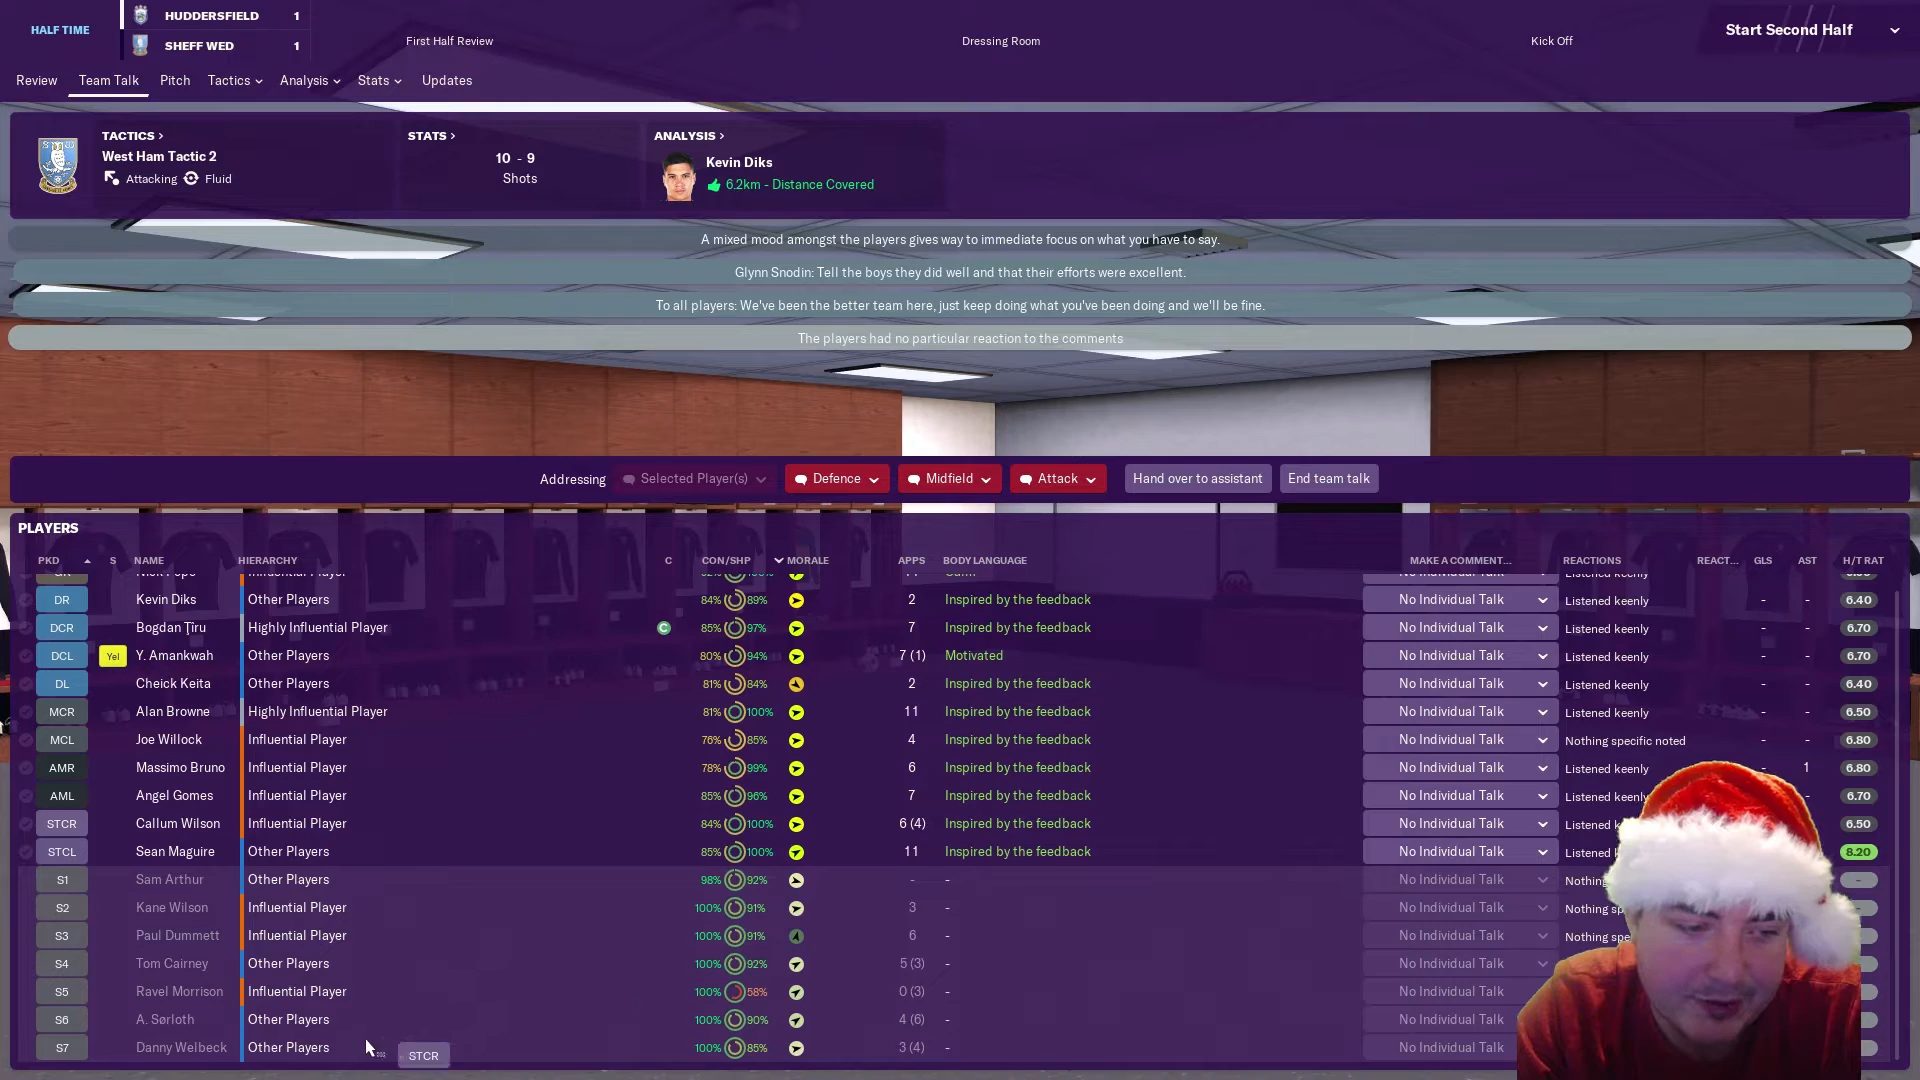 HALF TIME
HUDDERSFIELD 1
SHEFF WED 1
First Half Review
Dressing Room
Kick Off
Start Second Half
Review Team Talk Pitch Tactics Analysis Stats Updates
TACTICS >
West Ham Tactic 2
Attacking Fluid
STATS >
10 - 9
Shots
ANALYSIS >
Kevin Diks
6.2km - Distance Covered
A mixed mood amongst the players gives way to immediate focus on what you have to say.
Glynn Snodin: Tell the boys they did well and that their efforts were excellent.
To all players: We've been the better team here, just keep doing what you've been doing and we'll be fine.
The players had no particular reaction to the comments
Addressing Selected Player(s) Defence Midfield Attack Hand over to assistant End team talk
PLAYERS
PKD S NAME HIERARCHY C CON/SHP MORALE APPS BODY LANGUAGE MAKE A COMMENT... REACTIONS REACT... GLS AST H/T RAT
DR Kevin Diks Other Players 84% 89% 2 Inspired by the feedback No Individual Talk Listened keenly - - 6.40
DCR Bogdan Țîru Highly Influential Player C 85% 97% 7 Inspired by the feedback No Individual Talk Listened keenly - - 6.70
DCL Yel Y. Amankwah Other Players 80% 94% 7 (1) Motivated No Individual Talk Listened keenly - - 6.70
DL Cheick Keita Other Players 81% 84% 2 Inspired by the feedback No Individual Talk Listened keenly - - 6.40
MCR Alan Browne Highly Influential Player 81% 100% 11 Inspired by the feedback No Individual Talk Listened keenly - - 6.50
MCL Joe Willock Influential Player 76% 85% 4 Inspired by the feedback No Individual Talk Nothing specific noted - - 6.80
AMR Massimo Bruno Influential Player 78% 99% 6 Inspired by the feedback No Individual Talk Listened keenly - 1 6.80
AML Angel Gomes Influential Player 85% 96% 7 Inspired by the feedback No Individual Talk Listened keenly - 6.70
STCR Callum Wilson Influential Player 84% 100% 6 (4) Inspired by the feedback No Individual Talk Listened 6.50
STCL Sean Maguire Other Players 85% 100% 11 Inspired by the feedback No Individual Talk Listened 8.20
S1 Sam Arthur Other Players 98% 92% - - No Individual Talk Nothing -
S2 Kane Wilson Influential Player 100% 91% 3 - No Individual Talk Nothing sp
S3 Paul Dummett Influential Player 100% 91% 6 - No Individual Talk Nothing spe
S4 Tom Cairney Other Players 100% 92% 5 (3) - No Individual Talk
S5 Ravel Morrison Influential Player 100% 58% 0 (3) - No Individual Talk
S6 A. Sørloth Other Players 100% 90% 4 (6) - No Individual Talk
S7 Danny Welbeck Other Players 100% 85% 3 (4) - No Individual Talk
STCR